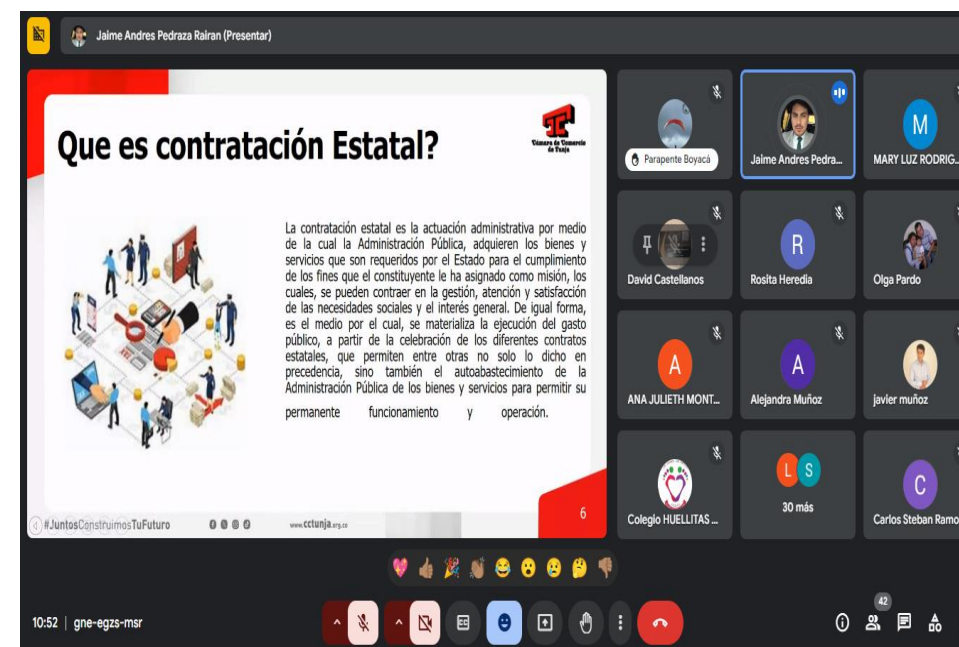 Jaime Andres Pedraza Rairan (Presentar)
Que es contratación Estatal?
Cámara de Comercio
de Tunja
La contratación estatal es la actuación administrativa por medio
de la cual la Administración Pública, adquieren los bienes y
servicios que son requeridos por el Estado para el cumplimiento
de los fines que el constituyente le ha asignado como misión, los
cuales, se pueden contraer en la gestión, atención y satisfacción
de las necesidades sociales y el interés general. De igual forma,
es el medio por el cual, se materializa la ejecución del gasto
público, a partir de la celebración de los diferentes contratos
estatales, que permiten entre otras no solo lo dicho en
precedencia, sino también el autoabastecimiento de la
Administración Pública de los bienes y servicios para permitir su
permanente funcionamiento y operación.
#JuntosConstruimosTuFuturo
www.cctunja.org.co
6
Parapente Boyacá
Jaime Andres Pedra...
M
MARY LUZ RODRIG...
David Castellanos
R
Rosita Heredia
Olga Pardo
A
ANA JULIETH MONT...
A
Alejandra Muñoz
javier muñoz
Colegio HUELLITAS ...
L S
30 más
C
Carlos Steban Ramo
10:52 | gne-egzs-msr
42